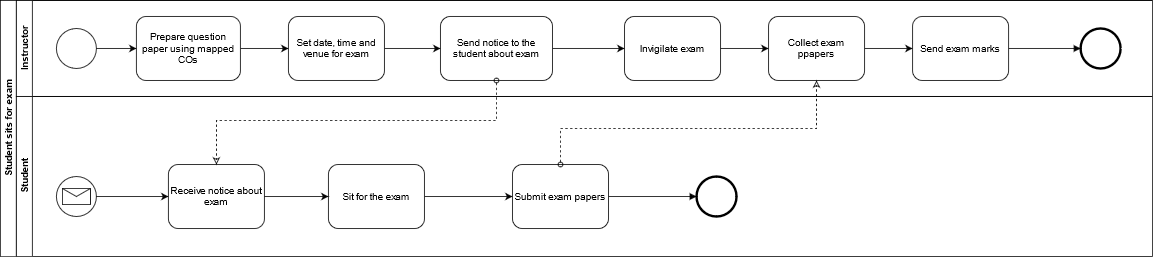 Student sits for exam
Instructor
Prepare question
paper using mapped
COs
Set date, time and
venue for exam
Send notice to the
student about exam
Invigilate exam
Collect exam
ppapers
Send exam marks
Student
Receive notice about
exam
Sit for the exam
Submit exam papers